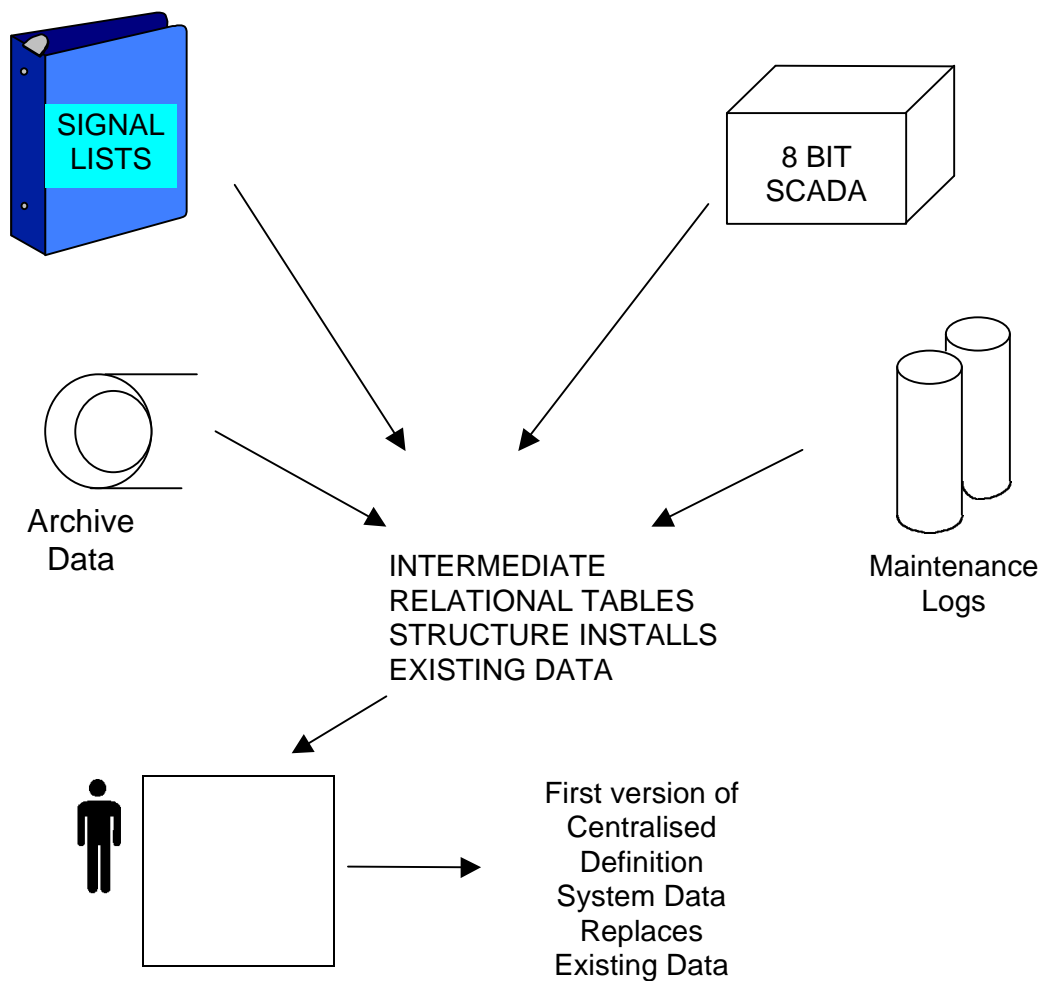 SIGNAL
LISTS
8 BIT
SCADA
Archive
Data
Maintenance
Logs
INTERMEDIATE
RELATIONAL TABLES
STRUCTURE INSTALLS
EXISTING DATA
First version of
Centralised
Definition
System Data
Replaces
Existing Data